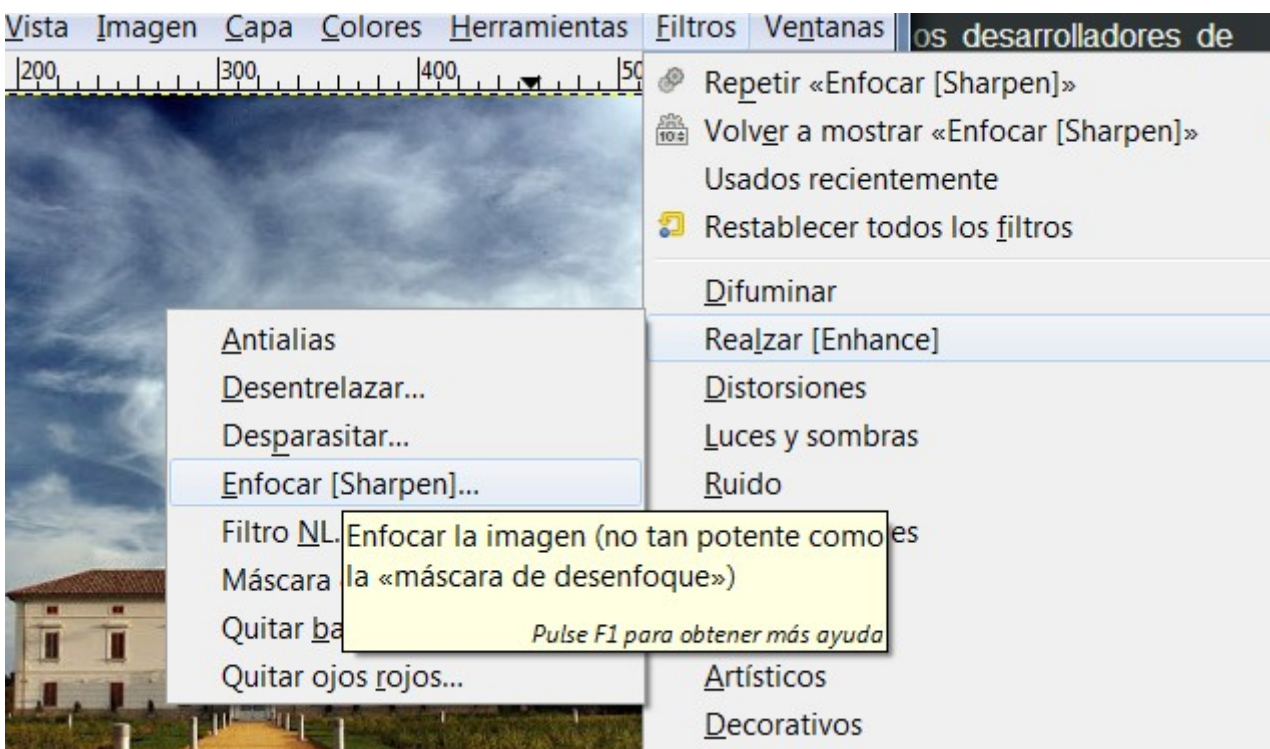 Vista Imagen Capa Colores Herramientas Filtros Ventanas
os desarrolladores de
200 300 400 50
Repetir «Enfocar [Sharpen]»
10
Volver a mostrar «Enfocar [Sharpen]»
Usados recientemente
Restablecer todos los filtros
Difuminar
Realzar [Enhance]
Distorsiones
Luces y sombras
Ruido
es
Artísticos
Decorativos
Antialias
Desentrelazar...
Desparasitar...
Enfocar [Sharpen]...
Filtro NL.
Máscara
Quitar ba
Quitar ojos rojos...
Enfocar la imagen (no tan potente como
la «máscara de desenfoque»)
Pulse F1 para obtener más ayuda